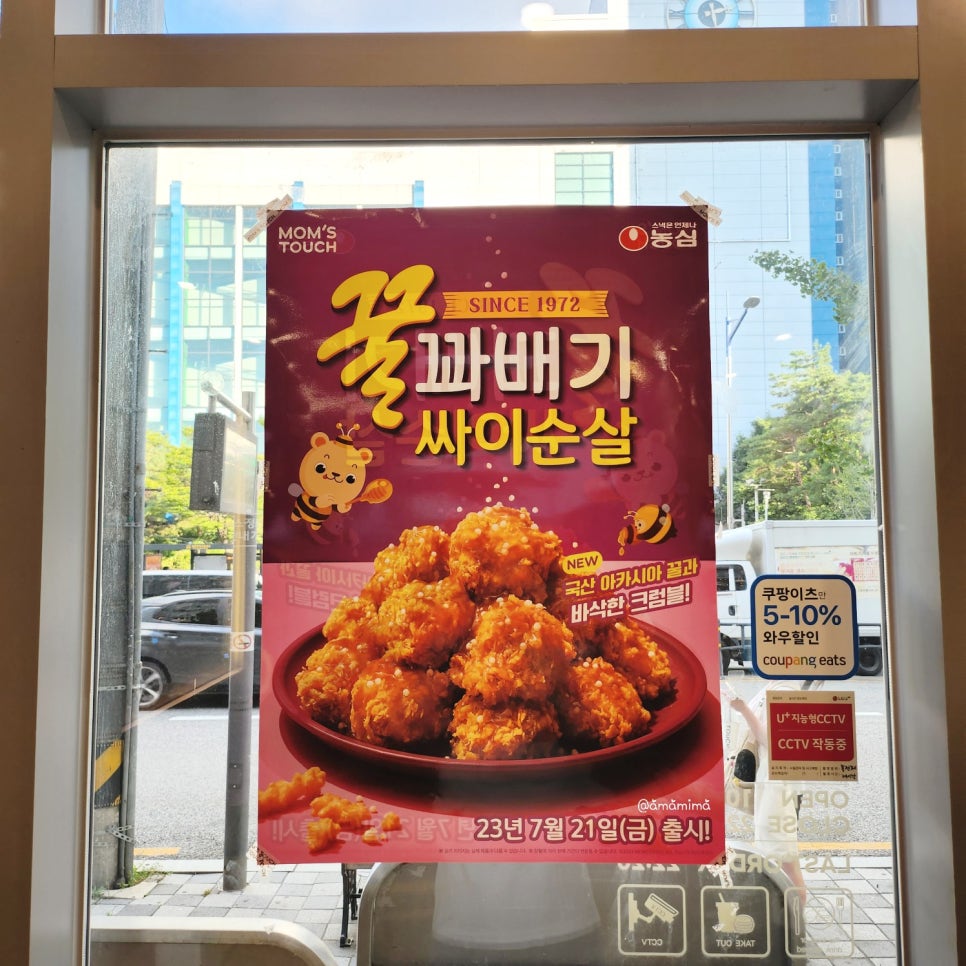 MOM'S
TOUCH
스낵은 언제나
농심
SINCE 1972
꿀꽈배기
싸이순살
NEW
국산 아카시아 꿀과
바삭한 크럼블!
@amamima
23년 7월 21일(금) 출시!
쿠팡이츠만
5-10%
와우할인
coupang eats
U+지능형CCTV
CCTV 작동중
OPEN
CLOSE
CCTV
TAKE OUT